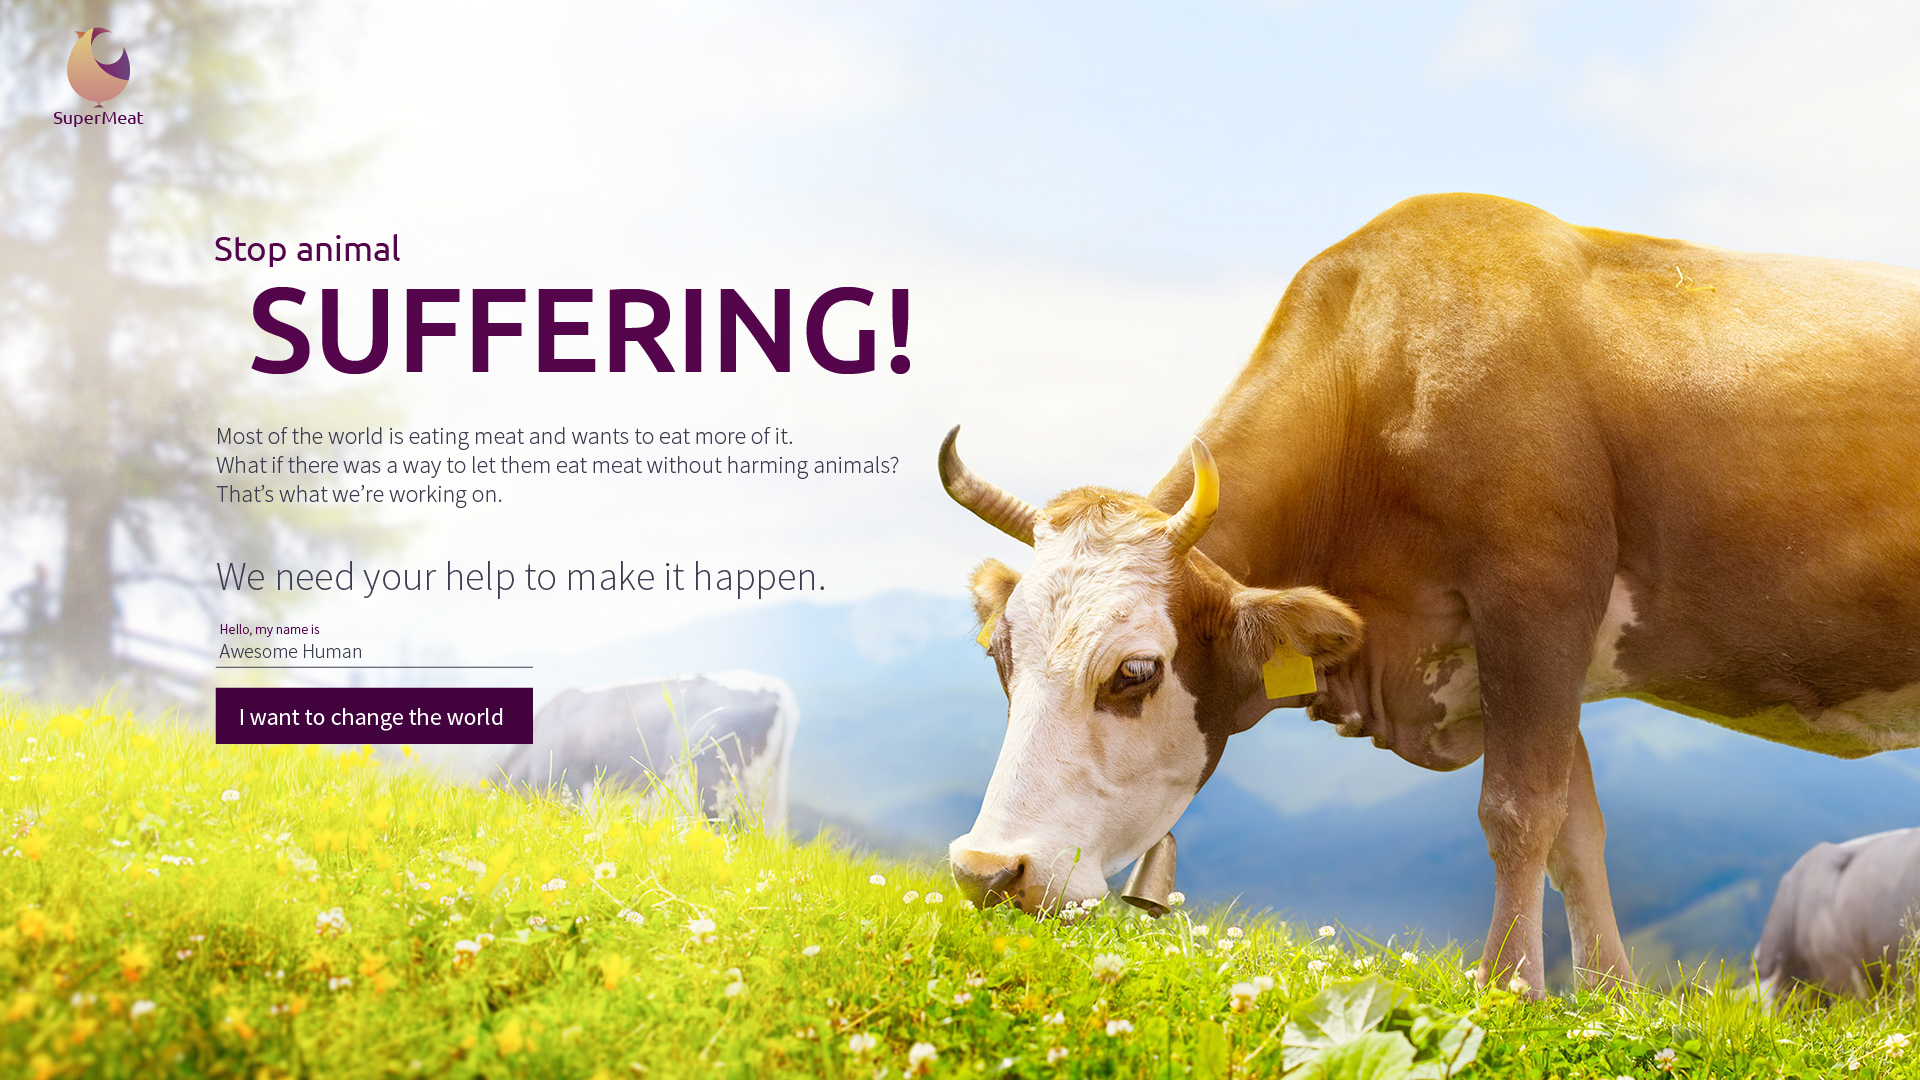 SuperMeat
Stop animal
SUFFERING!
Most of the world is eating meat and wants to eat more of it.
What if there was a way to let them eat meat without harming animals?
That’s what we’re working on.
We need your help to make it happen.
Hello, my name is
Awesome Human
I want to change the world